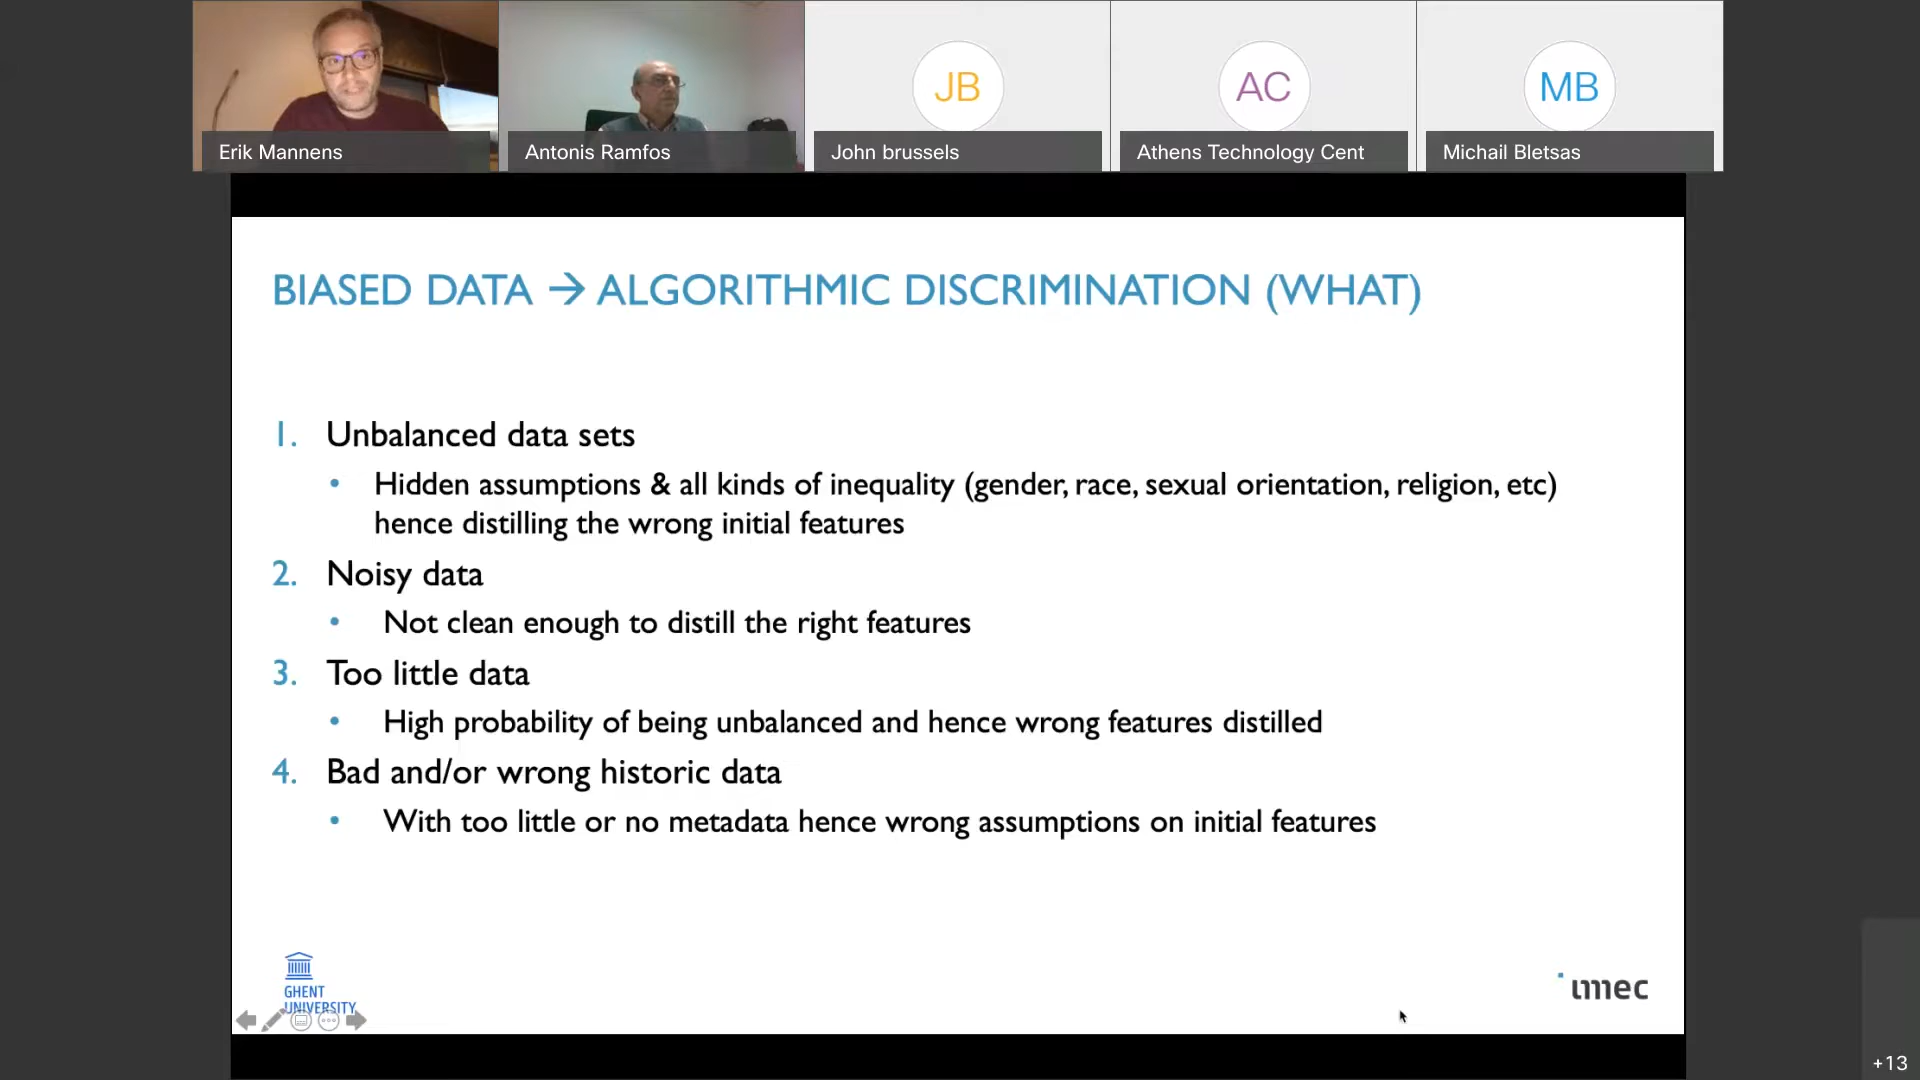 JB
AC
MB
Erik Mannens
Antonis Ramfos
John brussels
Athens Technology Cent
Michail Bletsas
BIASED DATA → ALGORITHMIC DISCRIMINATION (WHAT)
1. Unbalanced data sets
• Hidden assumptions & all kinds of inequality (gender, race, sexual orientation, religion, etc)
hence distilling the wrong initial features
2. Noisy data
• Not clean enough to distill the right features
3. Too little data
• High probability of being unbalanced and hence wrong features distilled
4. Bad and/or wrong historic data
• With too little or no metadata hence wrong assumptions on initial features
GHENT
UNIVERSITY
imec
+13